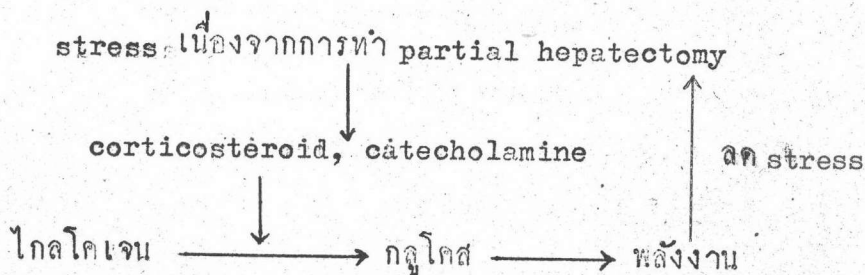 stress เนื่องจากการทำ partial hepatectomy
corticosteroid, catecholamine
ลด stress
ไกลโคเจน กลูโคส พลังงาน